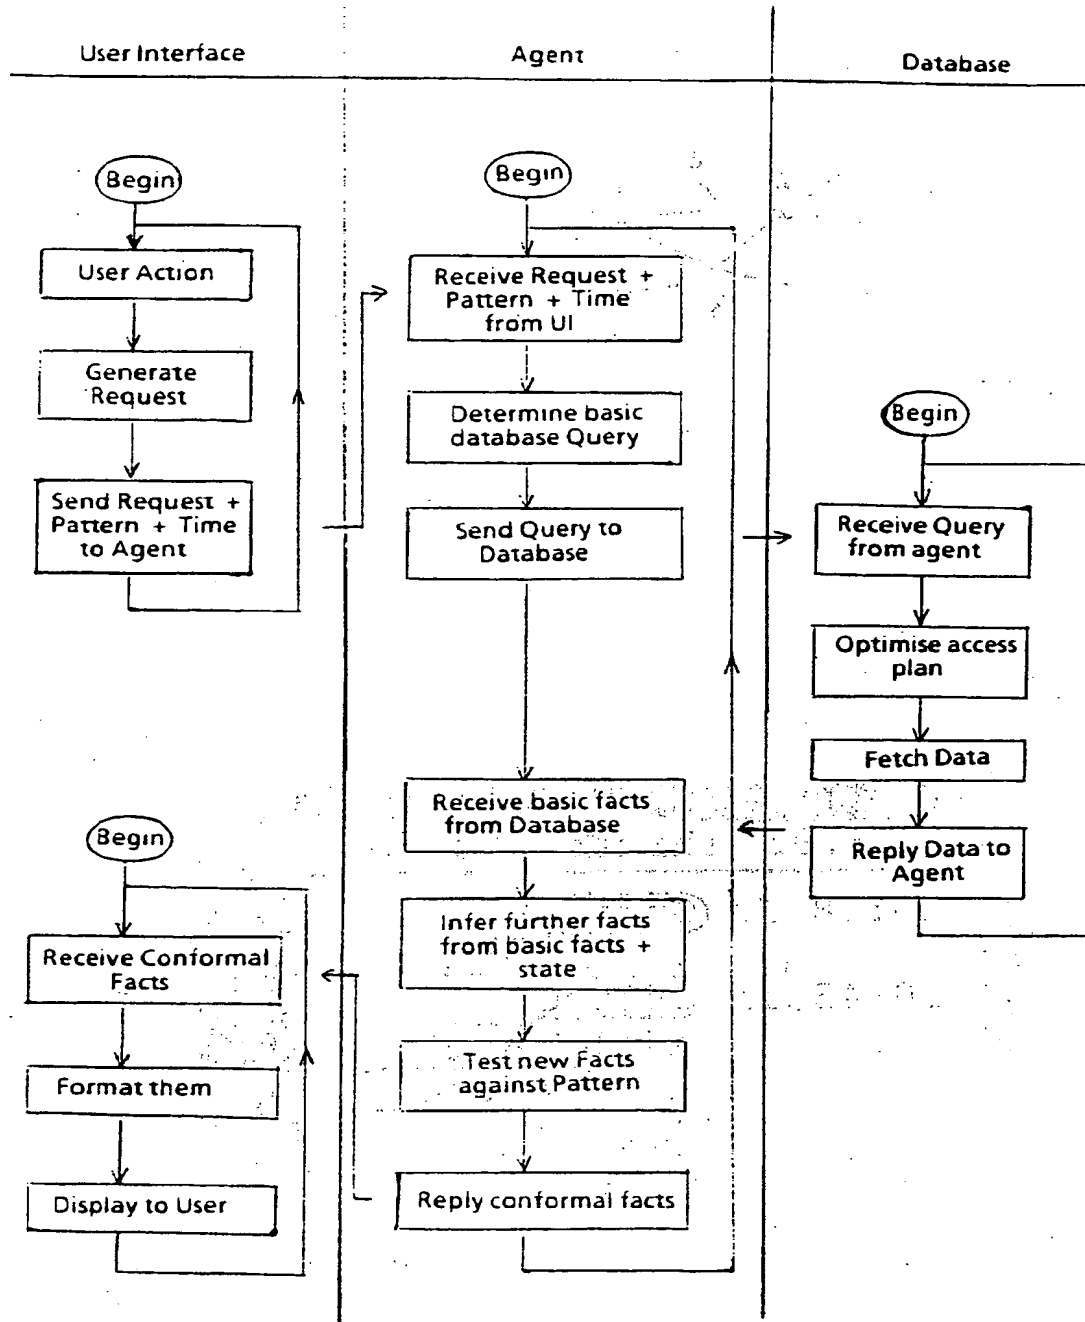 User Interface
Agent
Database
Begin
User Action
Generate
Request
Send Request +
Pattern + Time
to Agent
Begin
Receive Conformal
Facts
Format them
Display to User
Begin
Receive Request +
Pattern + Time
from UI
Determine basic
database Query
Send Query to
Database
Receive basic facts
from Database
Infer further facts
from basic facts +
state
Test new Facts
against Pattern
Reply conformal facts
Begin
Receive Query
from agent
Optimise access
plan
Fetch Data
Reply Data to
Agent